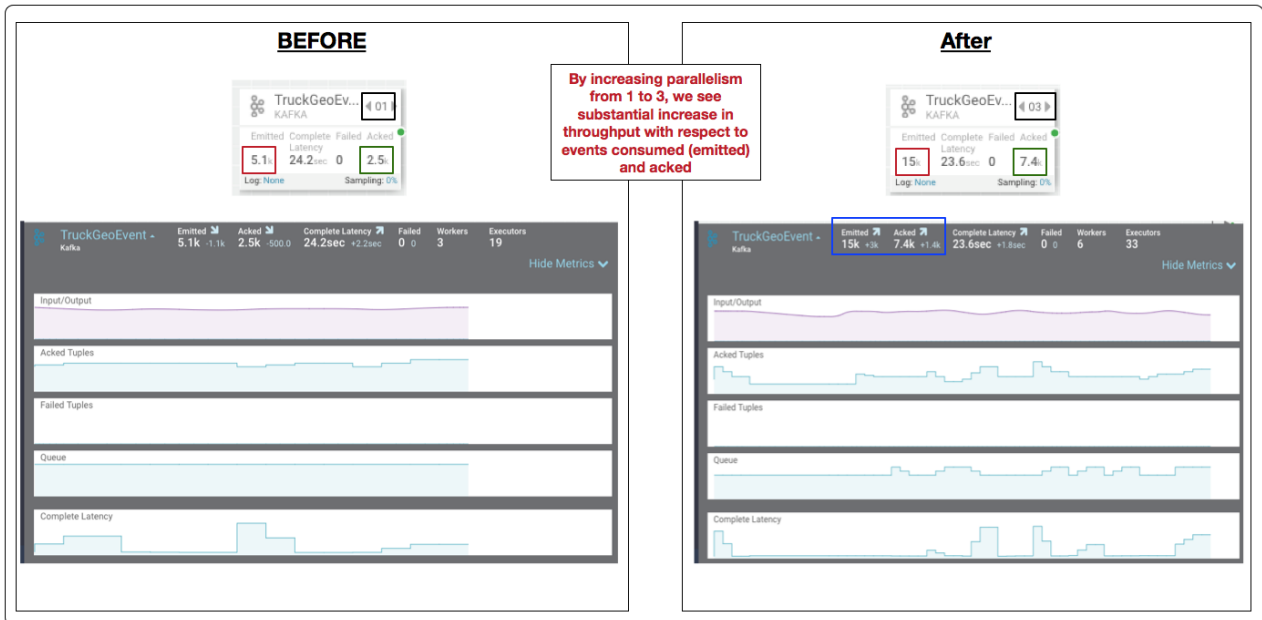 BEFORE
TruckGeoEv...
KAFKA
01
Emitted Complete Latency Failed Acked
5.1k 24.2sec 0 2.5k
Log: None Sampling: 0%
By increasing parallelism
from 1 to 3, we see
substantial increase in
throughput with respect to
events consumed (emitted)
and acked
After
TruckGeoEv...
KAFKA
03
Emitted Complete Latency Failed Acked
15k 23.6sec 0 7.4k
Log: None Sampling: 0%
TruckGeoEvent
Kafka
Emitted Acked Complete Latency Failed Workers Executors
5.1k -1.1k 2.5k -500.0 24.2sec +2.2sec 0 0 3 19
Hide Metrics
Input/Output
Acked Tuples
Failed Tuples
Queue
Complete Latency
TruckGeoEvent
Kafka
Emitted Acked Complete Latency Failed Workers Executors
15k +3k 7.4k +1.4k 23.6sec +1.8sec 0 0 6 33
Hide Metrics
Input/Output
Acked Tuples
Failed Tuples
Queue
Complete Latency